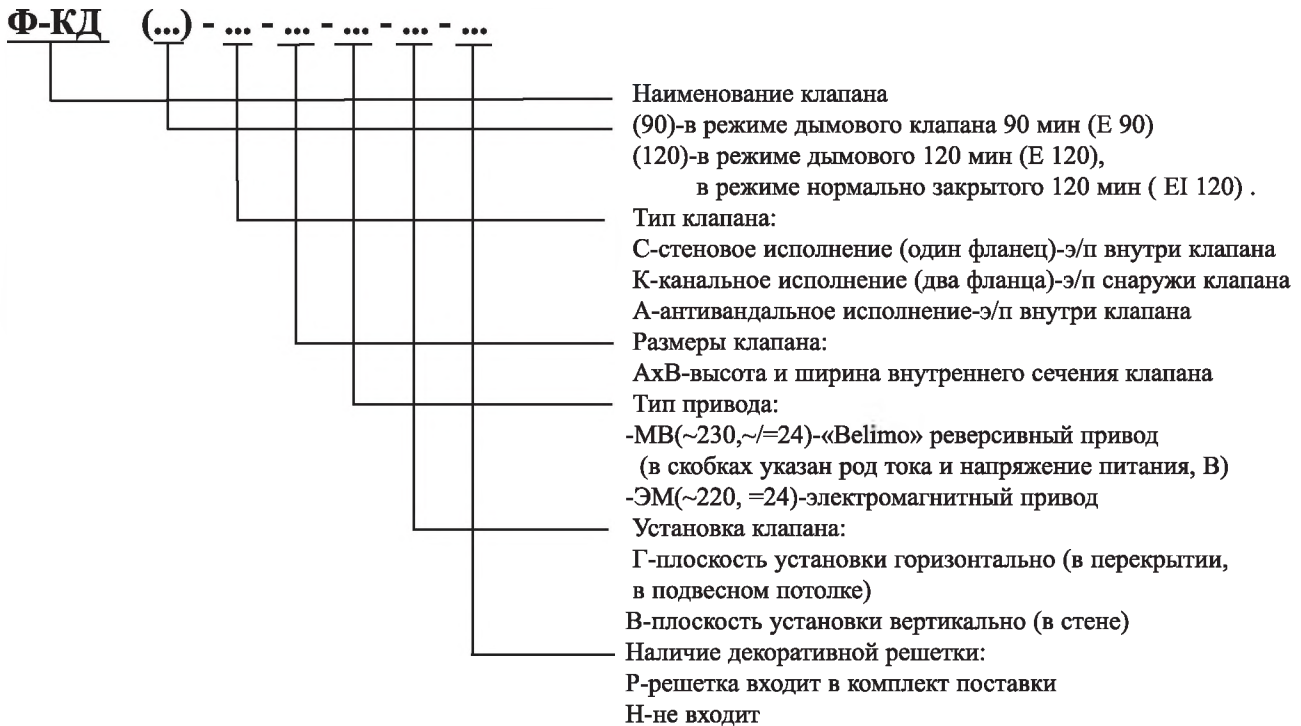 Ф-КД (...) - ... - ... - ... - ... - ...
Наименование клапана
(90)-в режиме дымового клапана 90 мин (E 90)
(120)-в режиме дымового 120 мин (E 120),
в режиме нормально закрытого 120 мин ( EI 120) .
Тип клапана:
С-стеновое исполнение (один фланец)-э/п внутри клапана
К-канальное исполнение (два фланца)-э/п снаружи клапана
А-антивандальное исполнение-э/п внутри клапана
Размеры клапана:
АхВ-высота и ширина внутреннего сечения клапана
Тип привода:
-МВ(~230,~/=24)-«Belimo» реверсивный привод
(в скобках указан род тока и напряжение питания, В)
-ЭМ(~220, =24)-электромагнитный привод
Установка клапана:
Г-плоскость установки горизонтально (в перекрытии,
в подвесном потолке)
В-плоскость установки вертикально (в стене)
Наличие декоративной решетки:
Р-решетка входит в комплект поставки
Н-не входит